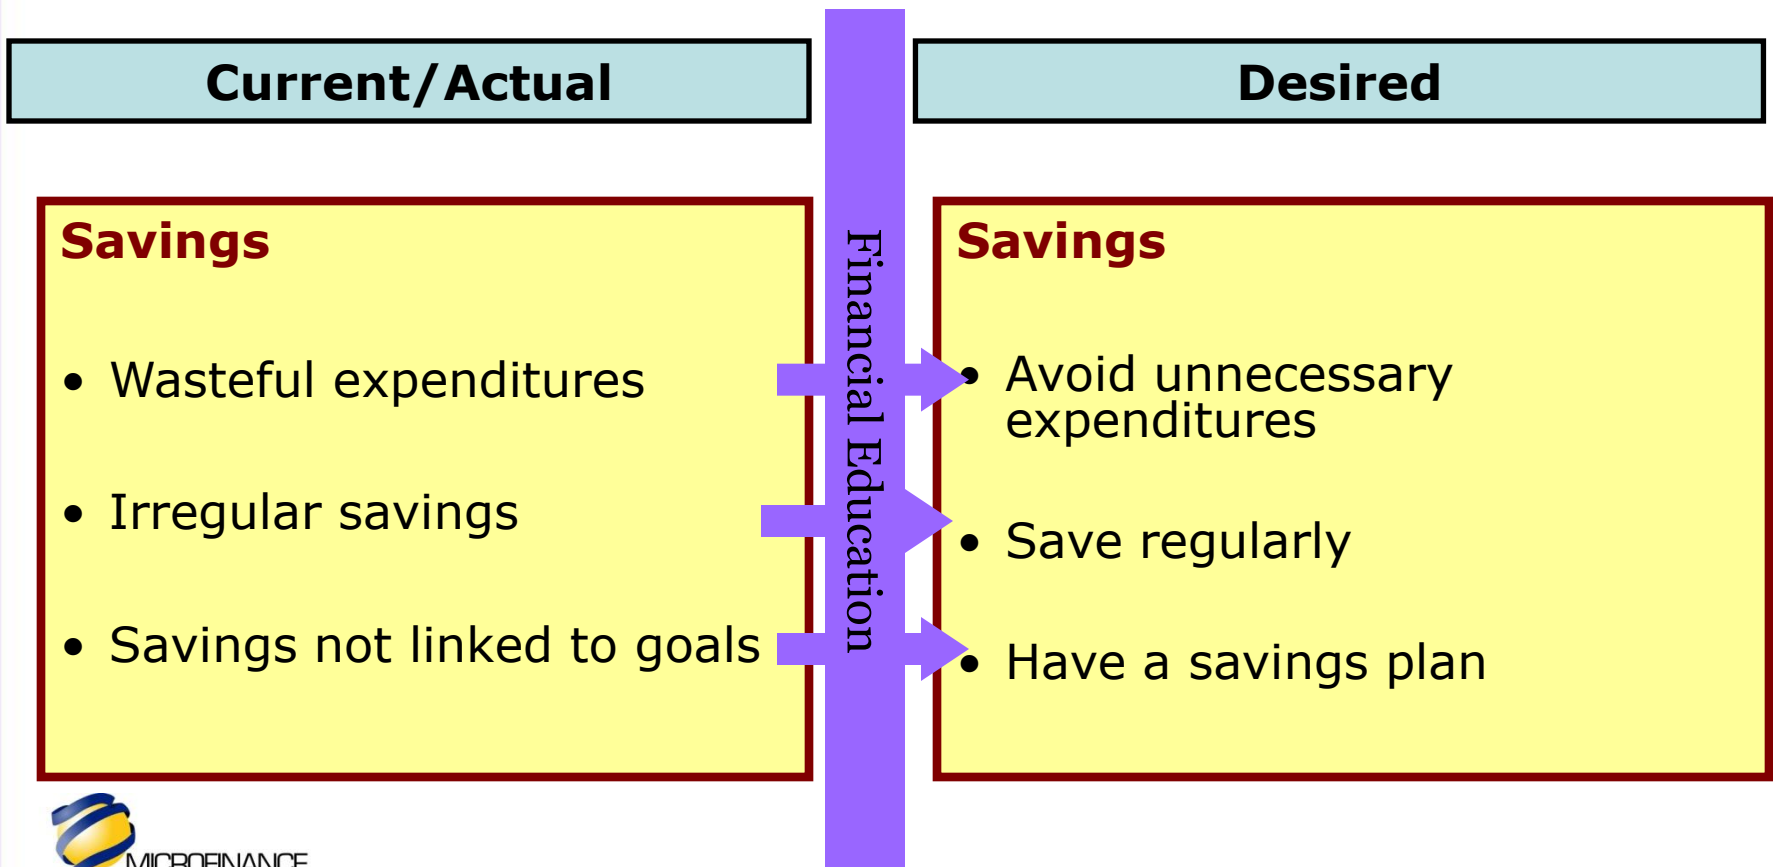 Current/Actual
Desired
Savings
• Wasteful expenditures
• Irregular savings
• Savings not linked to goals
Financial Education
Savings
• Avoid unnecessary
expenditures
• Save regularly
• Have a savings plan
MICROFINANCE